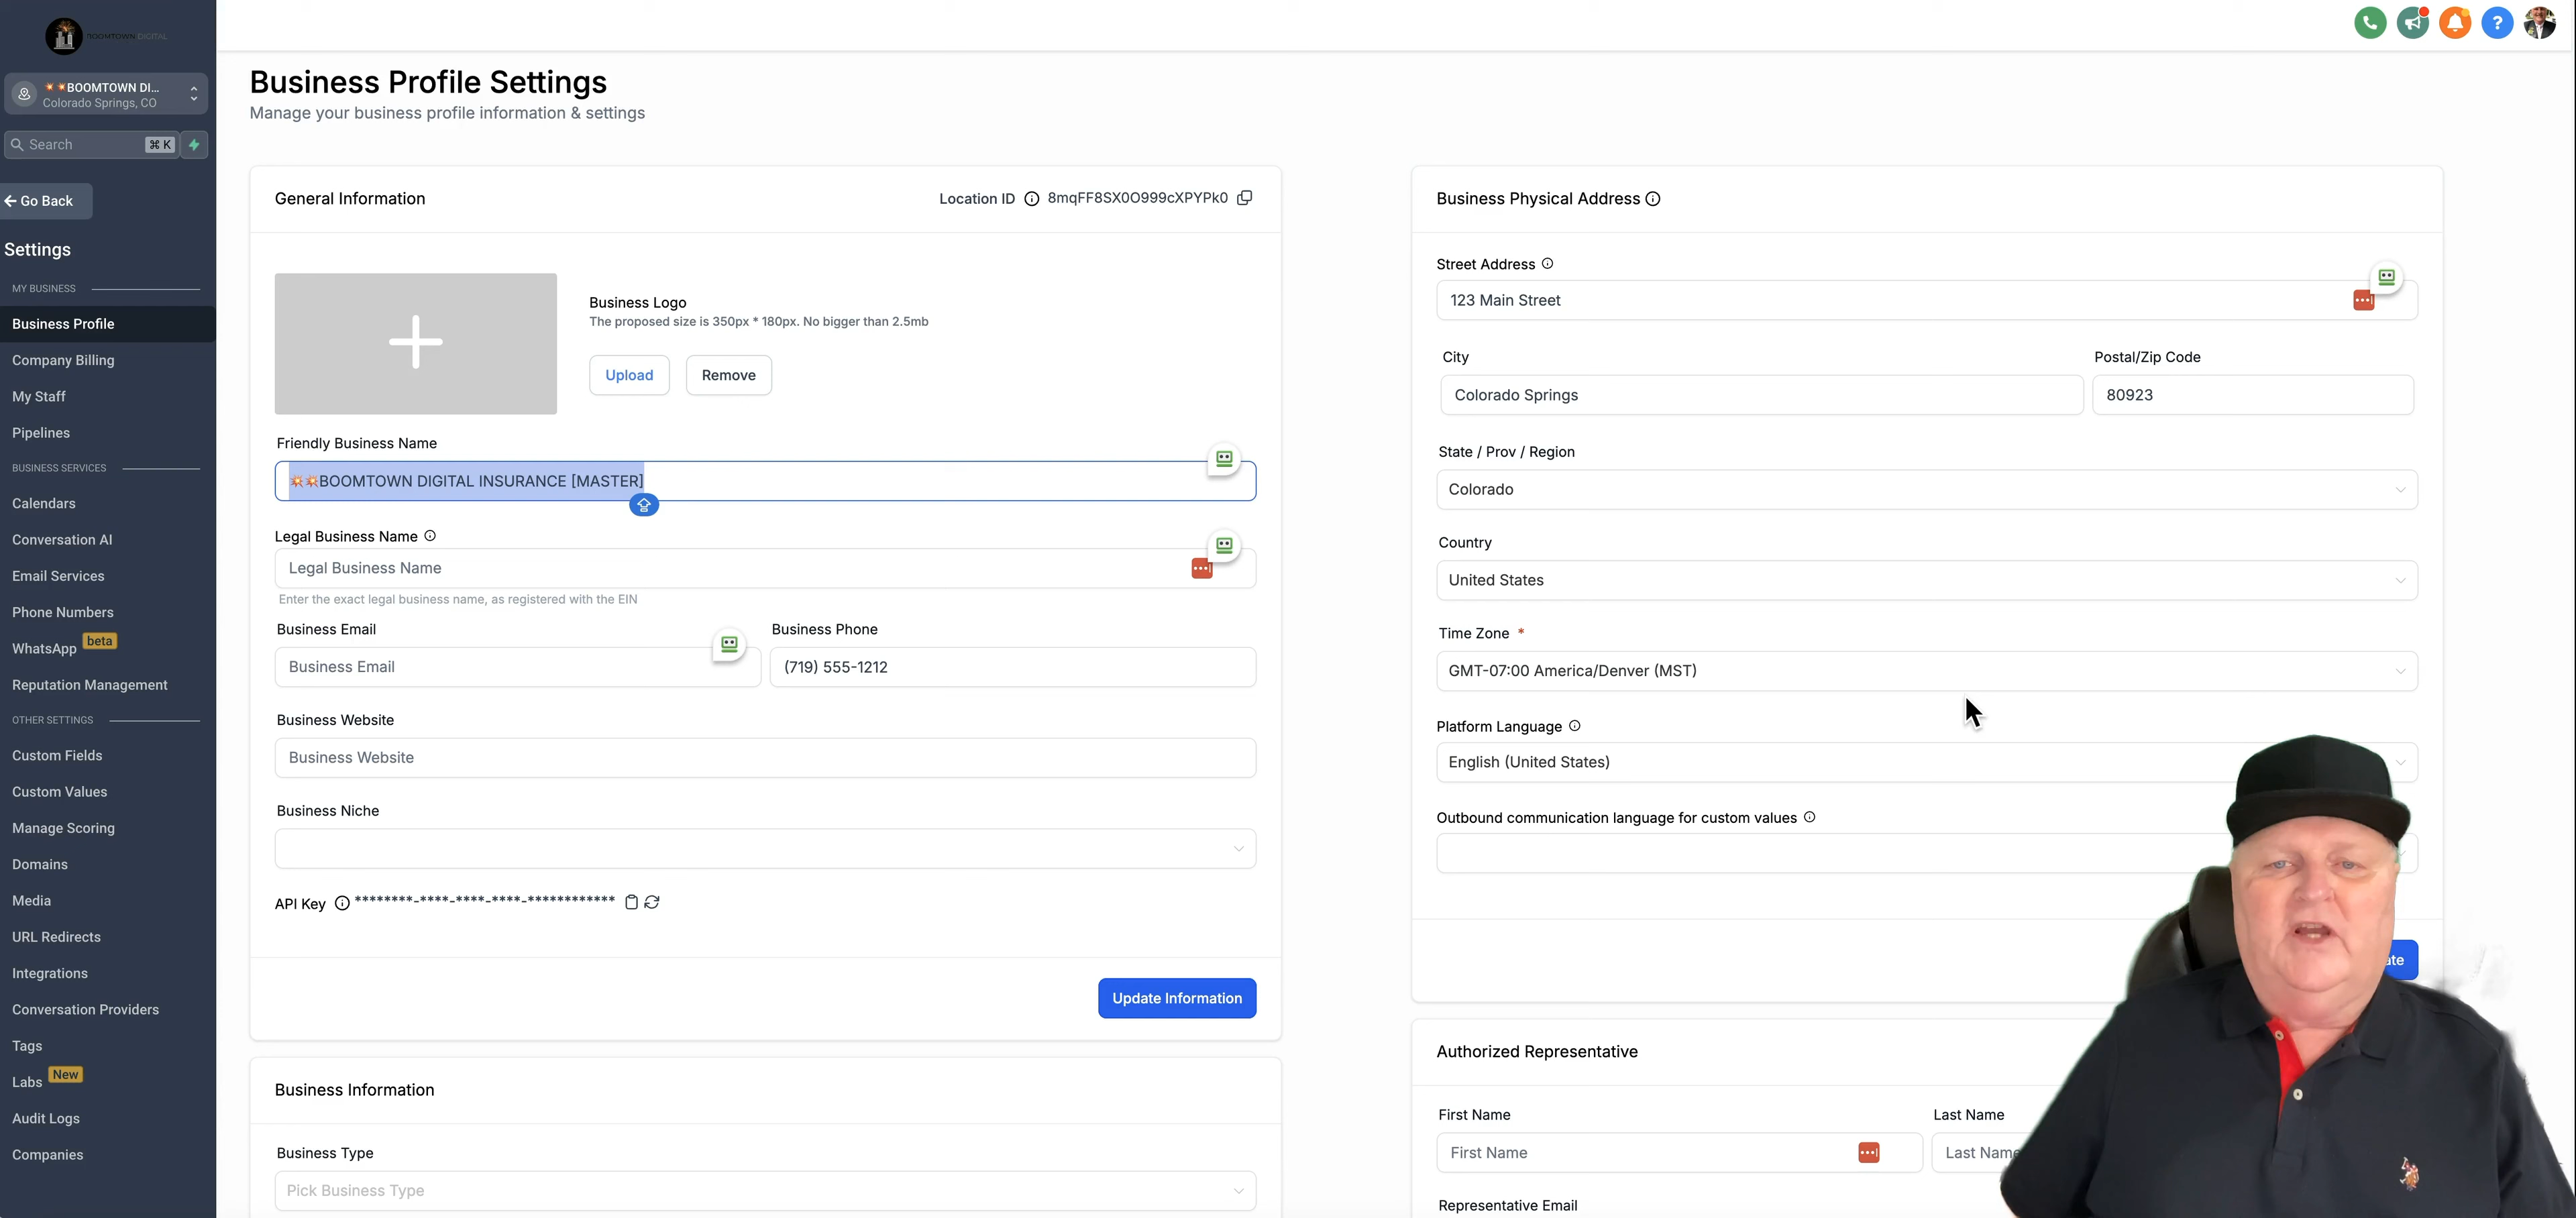 BOOMTOWN DIGITAL
💥💥BOOMTOWN DI...
Colorado Springs, CO
Search ⌘ K
Go Back
Settings
MY BUSINESS
Business Profile
Company Billing
My Staff
Pipelines
BUSINESS SERVICES
Calendars
Conversation AI
Email Services
Phone Numbers
WhatsApp beta
Reputation Management
OTHER SETTINGS
Custom Fields
Custom Values
Manage Scoring
Domains
Media
URL Redirects
Integrations
Conversation Providers
Tags
Labs New
Audit Logs
Companies
Business Profile Settings
Manage your business profile information & settings
General Information
Location ID 8mqFF8SX0O999cXPYPk0
Business Logo
The proposed size is 350px * 180px. No bigger than 2.5mb
Upload Remove
Friendly Business Name
💥💥BOOMTOWN DIGITAL INSURANCE [MASTER]
Legal Business Name
Legal Business Name
Enter the exact legal business name, as registered with the EIN
Business Email Business Phone
Business Email (719) 555-1212
Business Website
Business Website
Business Niche
API Key ********-****-****-****-************
Update Information
Business Information
Business Type
Pick Business Type
Business Physical Address
Street Address
123 Main Street
City Postal/Zip Code
Colorado Springs 80923
State / Prov / Region
Colorado
Country
United States
Time Zone *
GMT-07:00 America/Denver (MST)
Platform Language
English (United States)
Outbound communication language for custom values
Authorized Representative
First Name Last Name
First Name Last Name
Representative Email